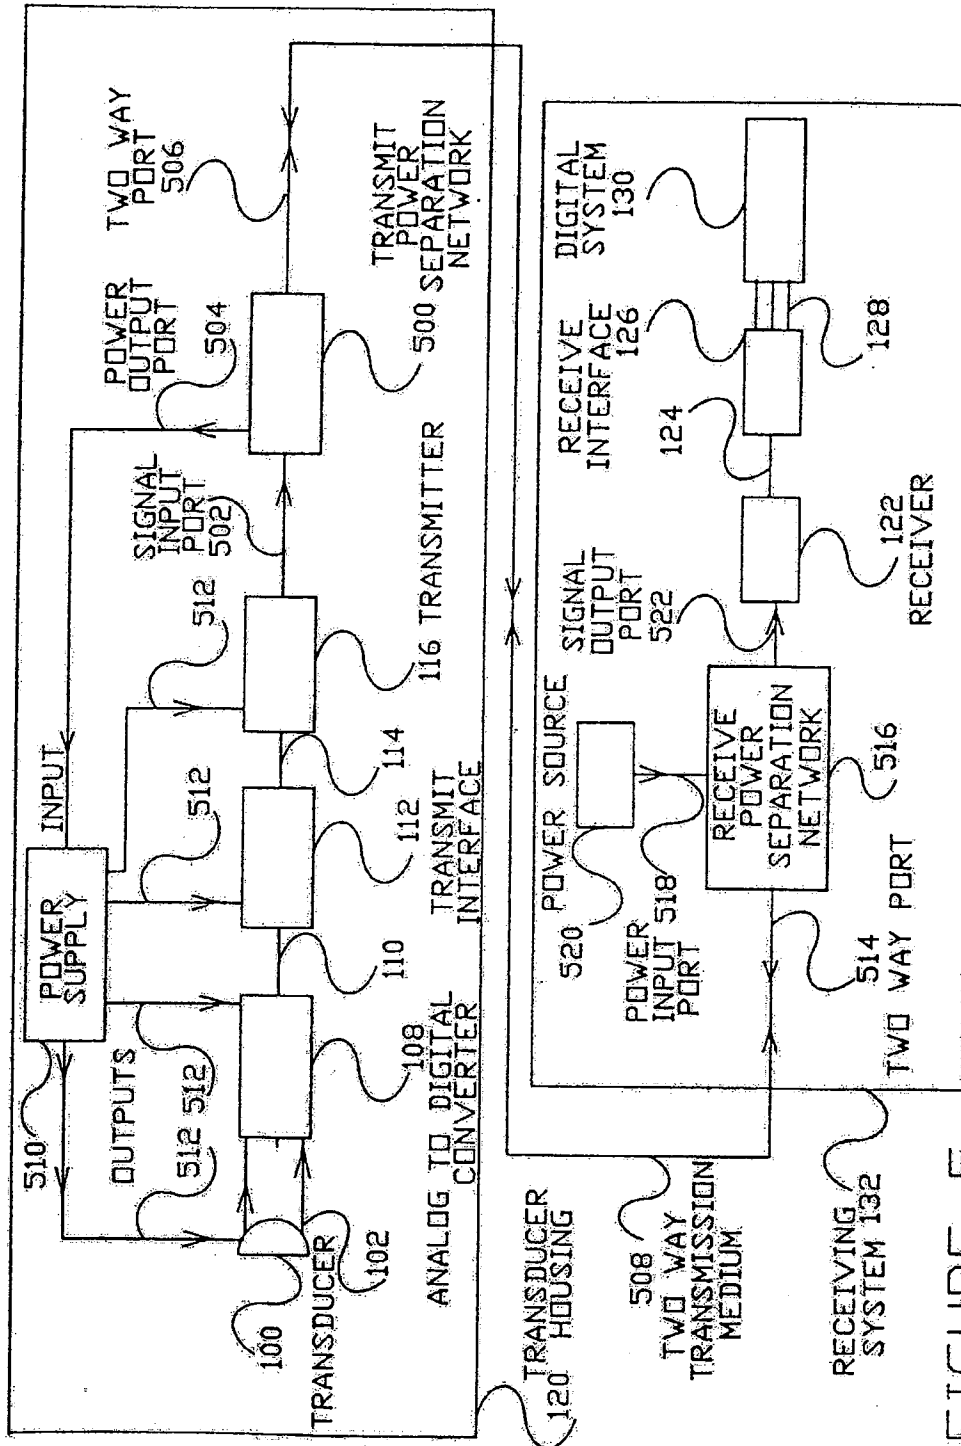 TRANSDUCER
100
102
510
OUTPUTS
512
512
POWER
SUPPLY
INPUT
108
ANALOG TO DIGITAL
CONVERTER
110
512
112
TRANSMIT
INTERFACE
114
512
116 TRANSMITTER
SIGNAL
INPUT
PORT
502
POWER
OUTPUT
PORT
504
500
TRANSMIT
POWER
SEPARATION
NETWORK
TWO WAY
PORT
506
TRANSDUCER
120 HOUSING
508
TWO WAY
TRANSMISSION
MEDIUM
RECEIVING
SYSTEM 132
514
TWO WAY PORT
520
POWER SOURCE
POWER
INPUT 518
PORT
RECEIVE
POWER
SEPARATION
NETWORK
516
SIGNAL
OUTPUT
PORT
522
122
RECEIVER
124
RECEIVE
INTERFACE
126
128
DIGITAL
SYSTEM
130